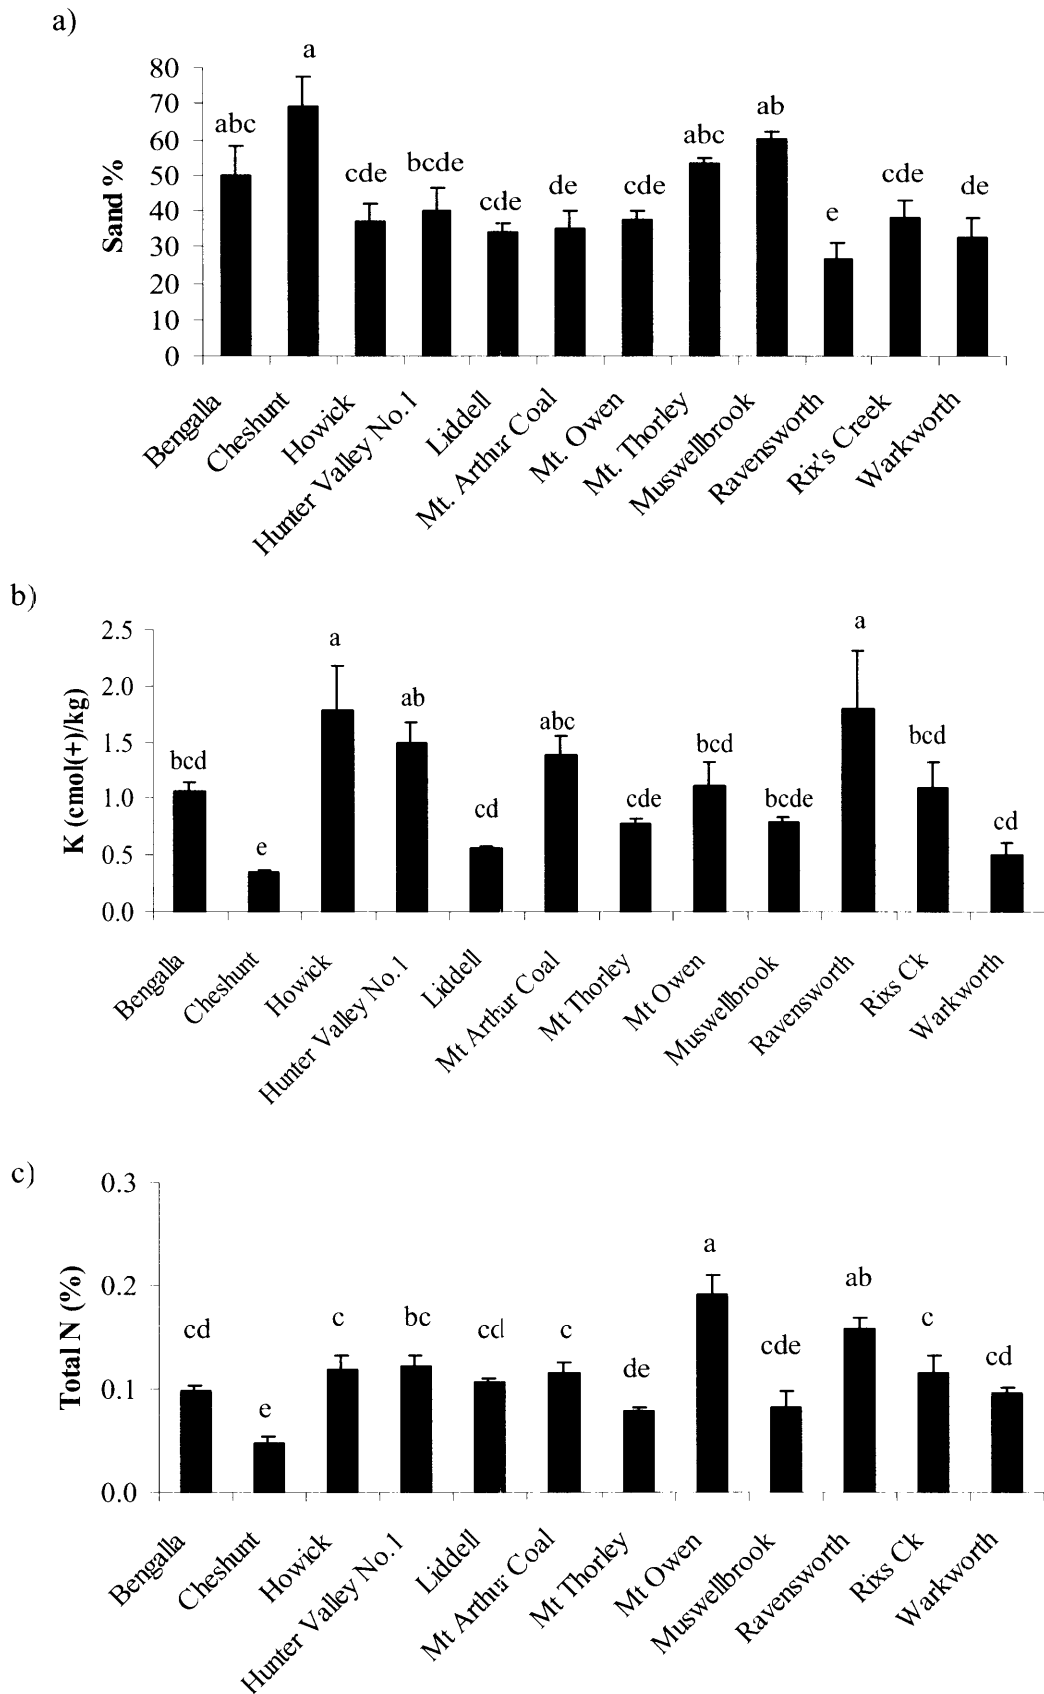 a)
a
80
70
ab
abc
abc
60
bcde
50
cde
cde
de
cde
cde
de
Sand %
40
e
30
20
10
0
Bengalla
Cheshunt
Howick
Hunter Valley No.1
Liddell
Mt. Arthur Coal
Mt. Owen
Mt. Thorley
Muswellbrook
Ravensworth
Rix's Creek
Warkworth
b)
2.5
a
a
2.0
ab
abc
K (cmol(+)/kg)
1.5
bcd
bcd
bcd
1.0
cd
cde
bcde
cd
e
0.5
0.0
Bengalla
Cheshunt
Howick
Hunter Valley No.1
Liddell
Mt Arthur Coal
Mt Thorley
Mt Owen
Muswellbrook
Ravensworth
Rixs Ck
Warkworth
c)
0.3
a
0.2
ab
Total N (%)
cd
c
bc
cd
c
de
cde
c
cd
0.1
e
0.0
Bengalla
Cheshunt
Howick
Hunter Valley No.1
Liddell
Mt Arthur Coal
Mt Thorley
Mt Owen
Muswellbrook
Ravensworth
Rixs Ck
Warkworth